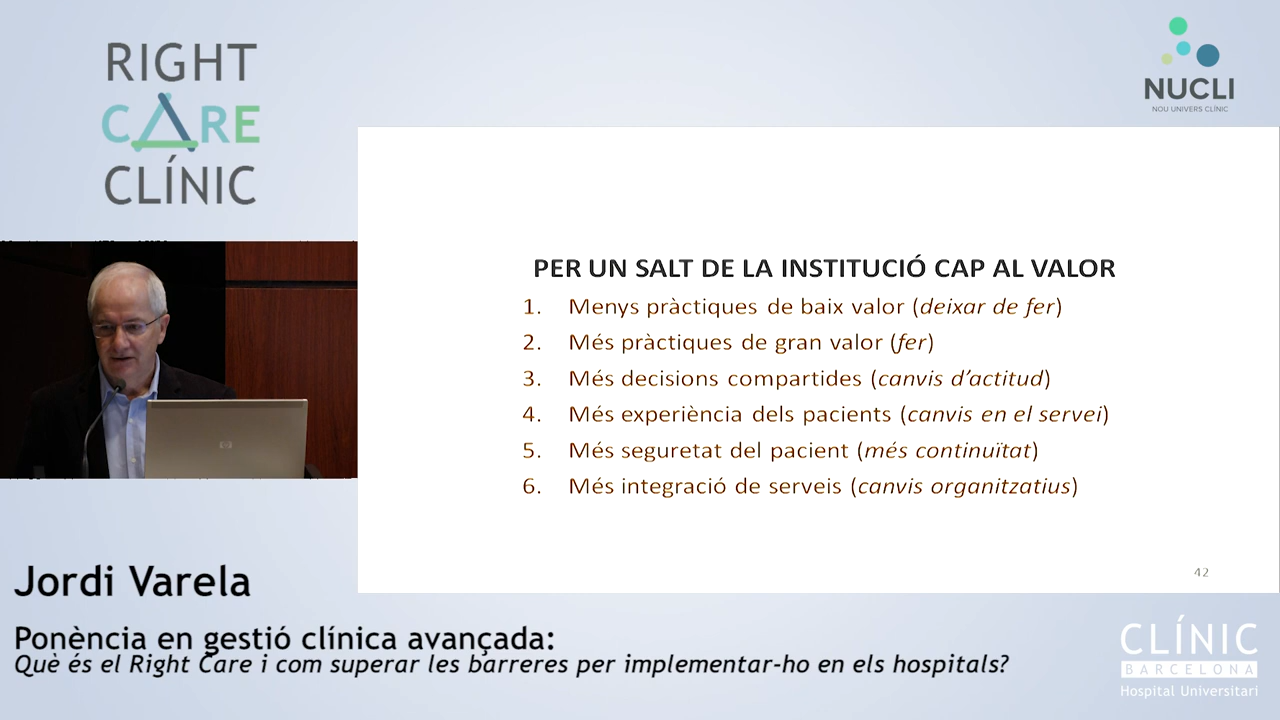 RIGHT
CARE
CLÍNIC
NUCLI
NOU UNIVERS CLÍNIC
PER UN SALT DE LA INSTITUCIÓ CAP AL VALOR
1. Menys pràctiques de baix valor (deixar de fer)
2. Més pràctiques de gran valor (fer)
3. Més decisions compartides (canvis d'actitud)
4. Més experiència dels pacients (canvis en el servei)
5. Més seguretat del pacient (més continuïtat)
6. Més integració de serveis (canvis organitzatius)
42
hp
Jordi Varela
Ponència en gestió clínica avançada:
Què és el Right Care i com superar les barreres per implementar-ho en els hospitals?
CLÍNIC
BARCELONA
Hospital Universitari